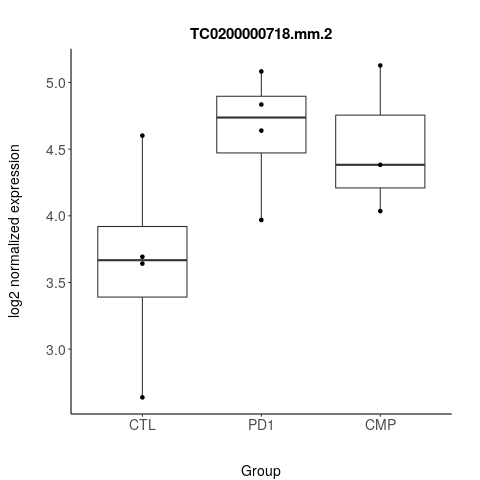 TC0200000718.mm.2
log2 normalized expression
5.0
4.5
4.0
3.5
3.0
CTL PD1 CMP
Group